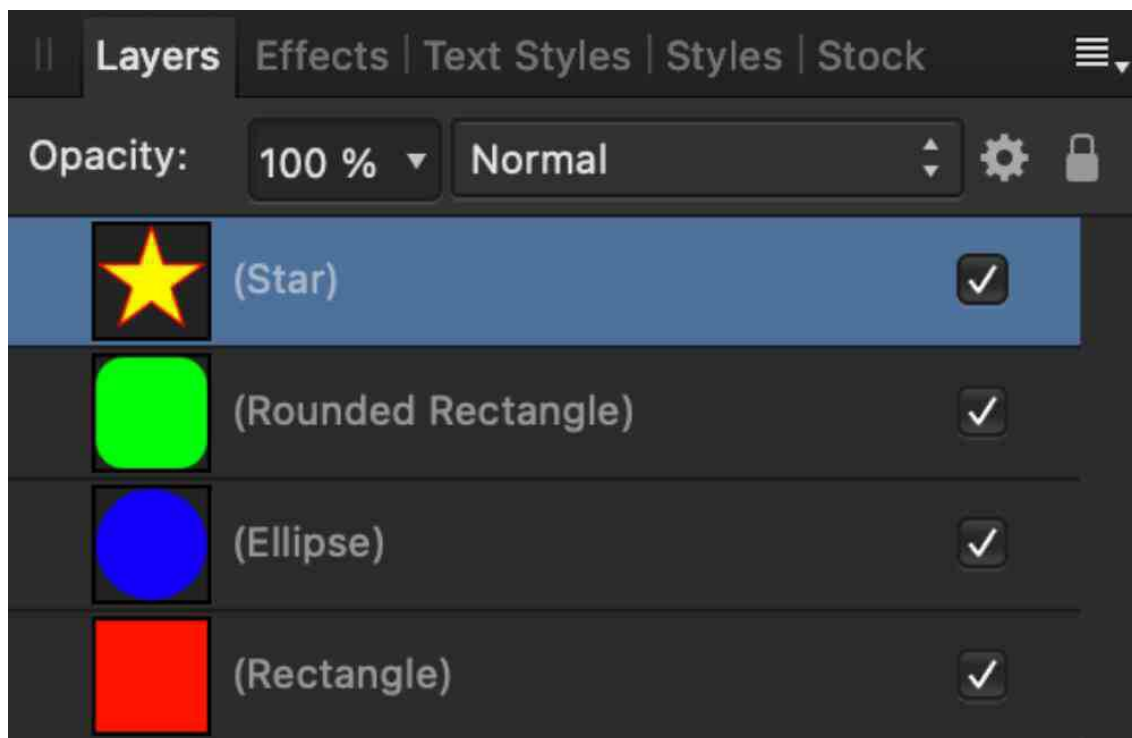 Layers Effects | Text Styles | Styles | Stock
Opacity: 100 % Normal
(Star)
(Rounded Rectangle)
(Ellipse)
(Rectangle)